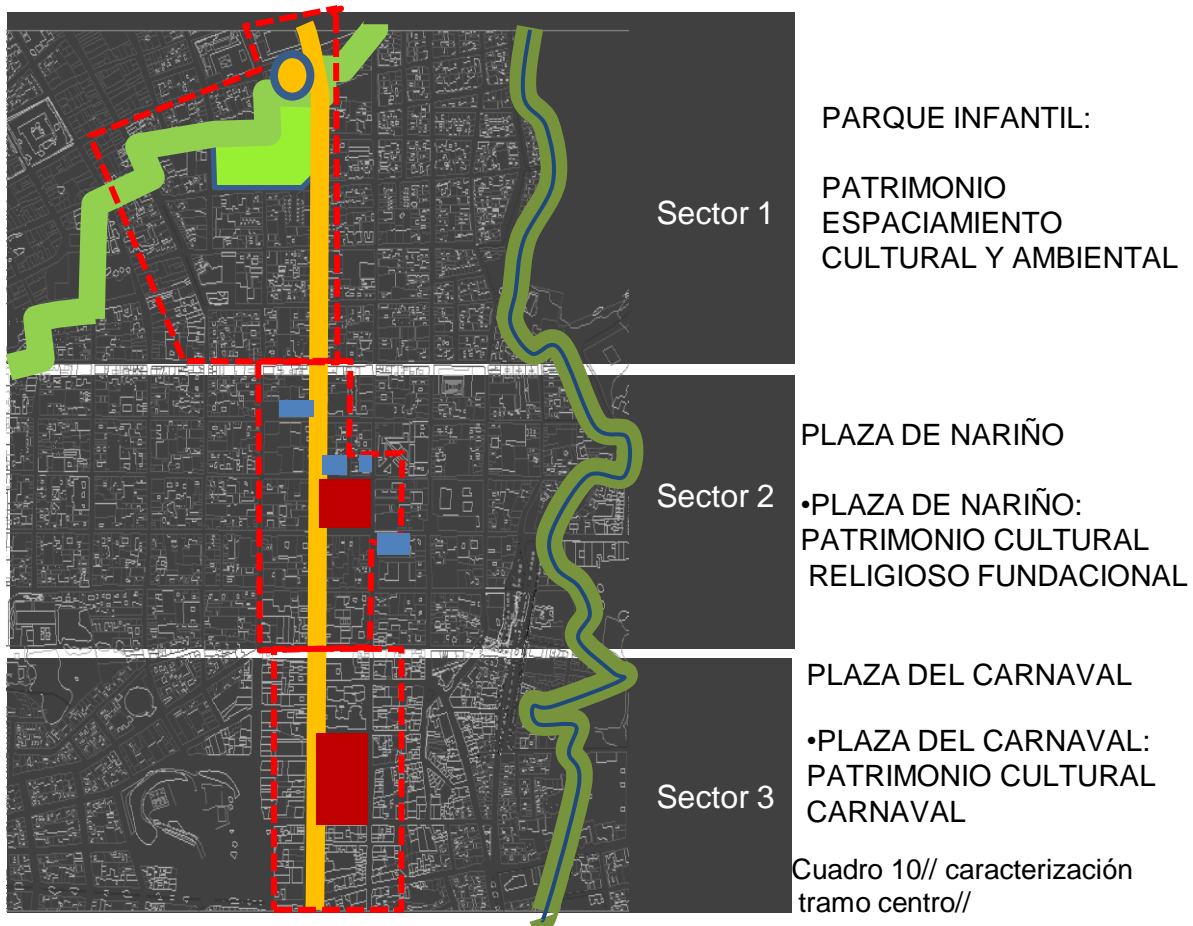 Sector 1
PARQUE INFANTIL:
PATRIMONIO
ESPACIAMIENTO
CULTURAL Y AMBIENTAL
Sector 2
PLAZA DE NARIÑO
•PLAZA DE NARIÑO:
PATRIMONIO CULTURAL
RELIGIOSO FUNDACIONAL
Sector 3
PLAZA DEL CARNAVAL
•PLAZA DEL CARNAVAL:
PATRIMONIO CULTURAL
CARNAVAL
Cuadro 10// caracterización
tramo centro//